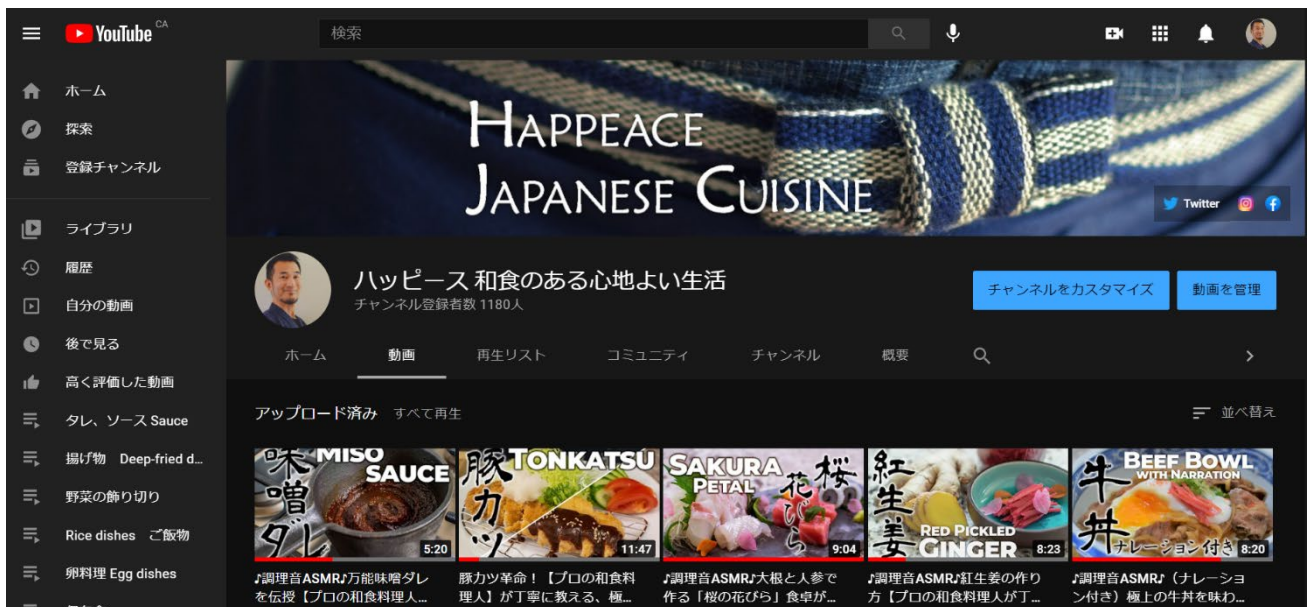 YouTube CA
検索
ホーム
探索
登録チャンネル
ライブラリ
履歴
自分の動画
後で見る
高く評価した動画
タレ、ソース Sauce
揚げ物 Deep-fried d...
野菜の飾り切り
Rice dishes ご飯物
卵料理 Egg dishes
HAPPEACE
JAPANESE CUISINE
Twitter
ハッピース 和食のある心地よい生活
チャンネル登録者数 1180人
チャンネルをカスタマイズ
動画を管理
ホーム 動画 再生リスト コミュニティ チャンネル 概要
アップロード済み すべて再生
並べ替え
味噌ダレ
MISO
SAUCE
5:20
♪調理音ASMR♪万能味噌ダレ
を伝授【プロの和食料理人...
豚カツ
TONKATSU
11:47
豚カツ革命！【プロの和食料
理人】が丁寧に教える、極...
SAKURA
PETAL
桜花びら
9:04
♪調理音ASMR♪大根と人参で
作る「桜の花びら」食卓が...
紅生姜
RED PICKLED
GINGER
8:23
♪調理音ASMR♪紅生姜の作り
方【プロの和食料理人が丁...
牛丼
BEEF BOWL
WITH NARRATION
ナレーション付き
8:20
♪調理音ASMR♪（ナレーショ
ン付き）極上の牛丼を味わ...